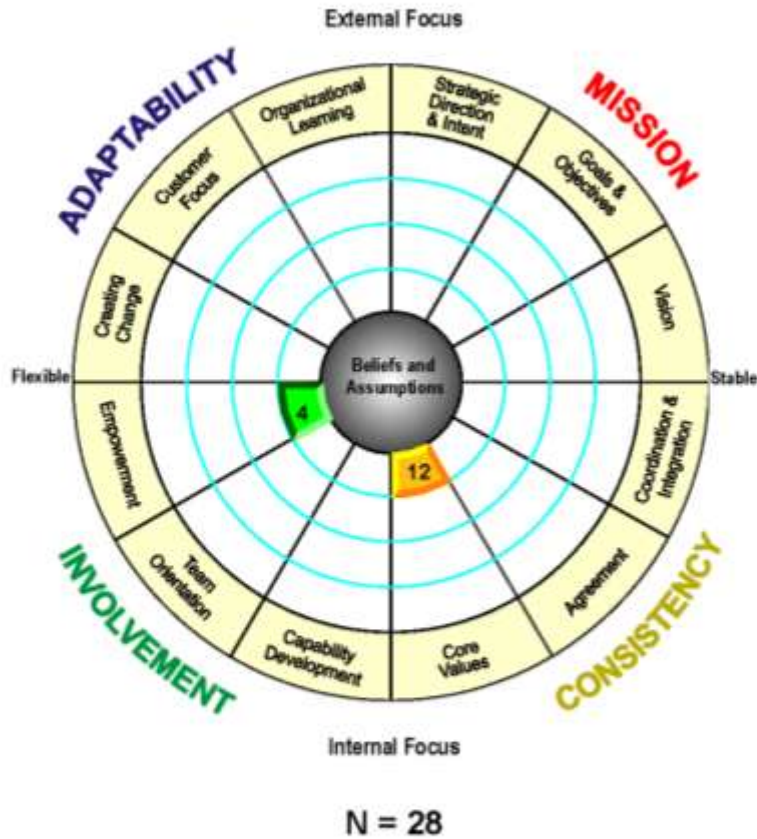 External Focus
ADAPTABILITY
MISSION
Organizational
Learning
Strategic
Direction
& Intent
Customer
Focus
Goals &
Objectives
Creating
Change
Vision
Flexible
Beliefs and
Assumptions
Stable
4
12
Empowerment
Coordination &
Integration
Team
Orientation
Agreement
Capability
Development
Core
Values
INVOLVEMENT
CONSISTENCY
Internal Focus
N = 28